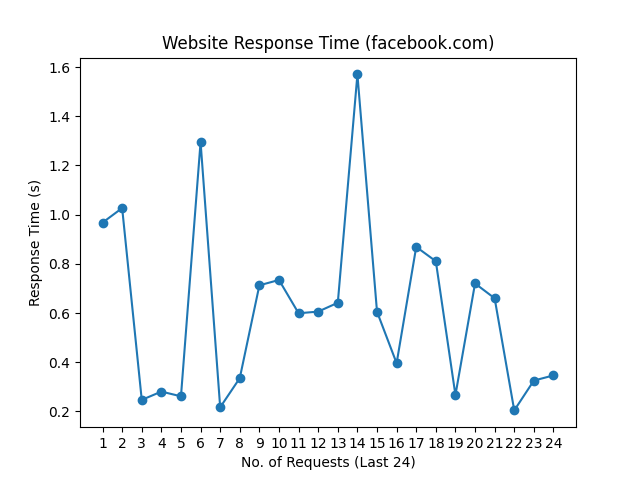 Website Response Time (facebook.com)
1.6
1.4
1.2
1.0
0.8
0.6
0.4
0.2
Response Time (s)
1 2 3 4 5 6 7 8 9 10 11 12 13 14 15 16 17 18 19 20 21 22 23 24
No. of Requests (Last 24)